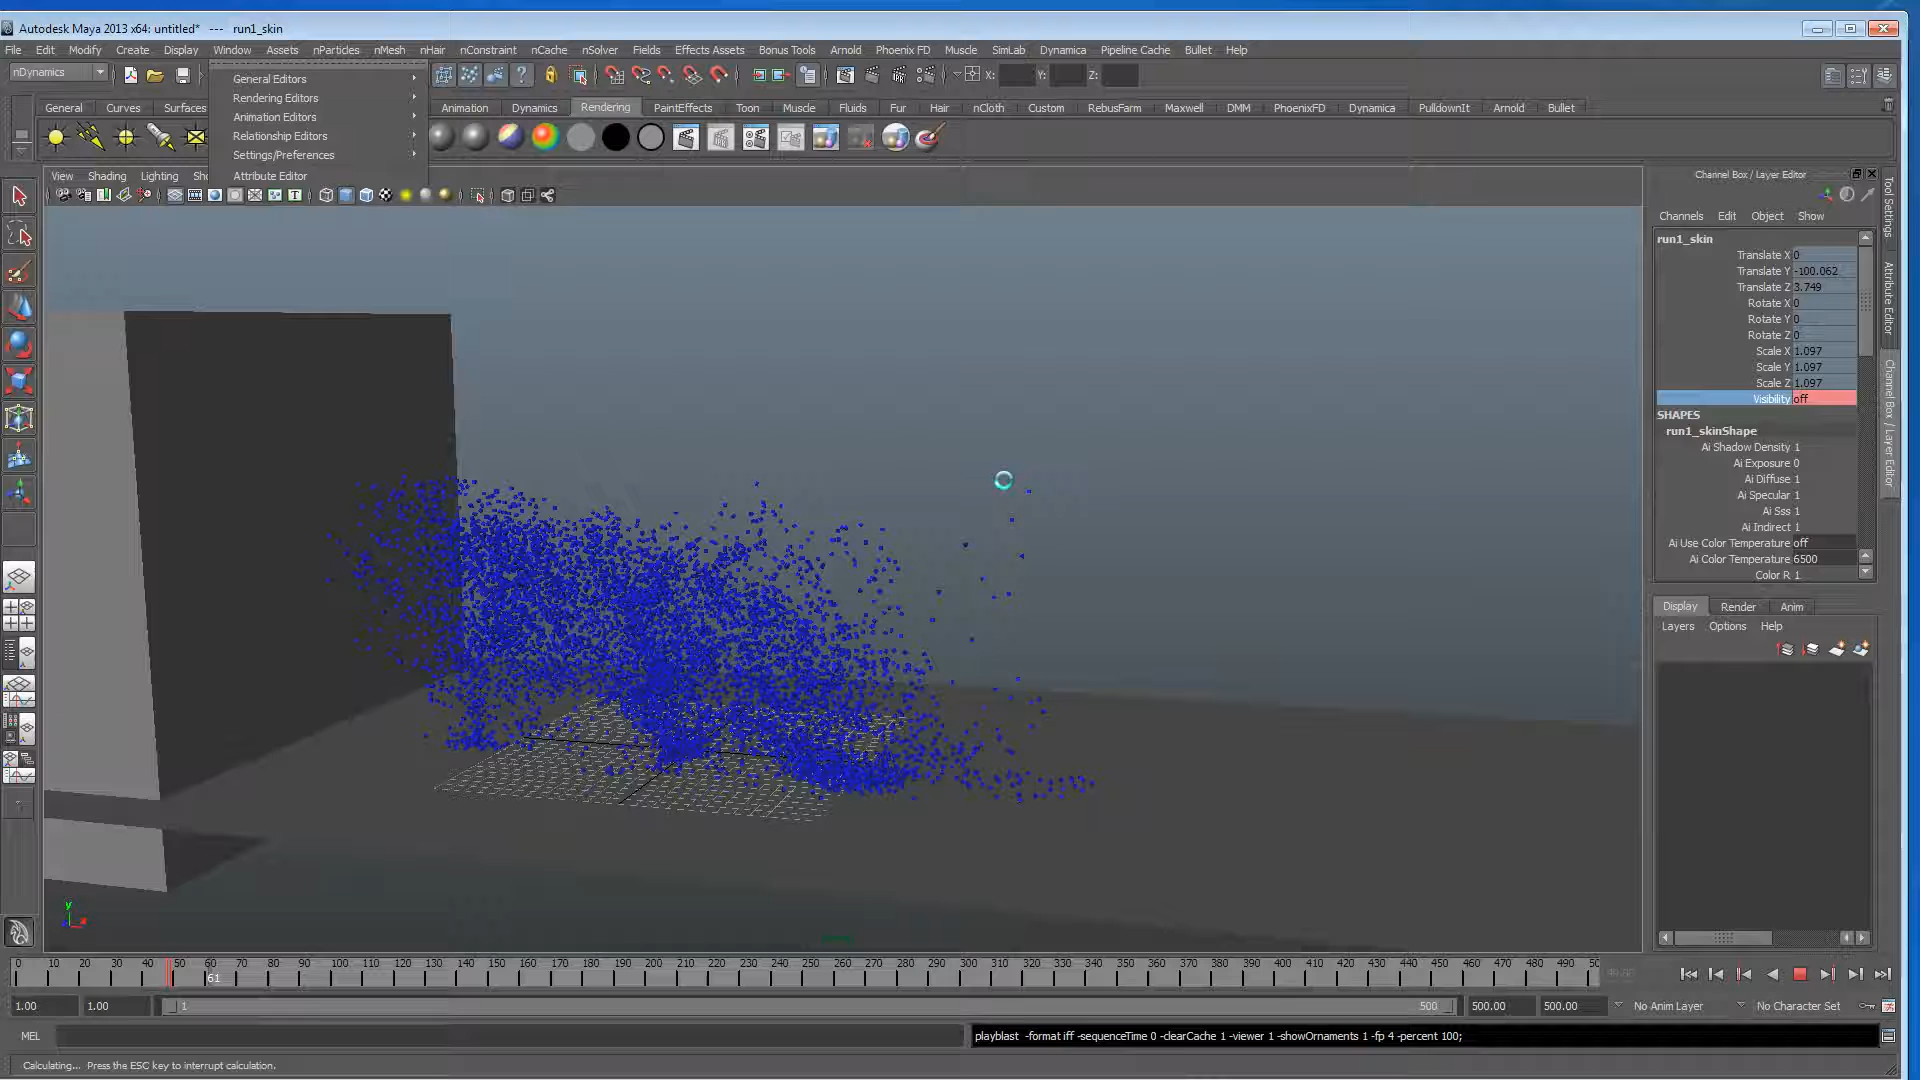 Autodesk Maya 2013 x64: untitled*   ---   run1_skin
File Edit Modify Create Display Window Assets nParticles nMesh nHair nConstraint nCache nSolver Fields Effects Assets Bonus Tools Arnold Phoenix FD Muscle SimLab Dynamica Pipeline Cache Bullet Help
nDynamics X: Y: Z:
General Editors
Rendering Editors
Animation Editors
Relationship Editors
Settings/Preferences
Attribute Editor
General Curves Surfaces Animation Dynamics Rendering PaintEffects Toon Muscle Fluids Fur Hair nCloth Custom RebusFarm Maxwell DMM PhoenixFD Dynamica PulldownIt Arnold Bullet
View Shading Lighting Sho
Channel Box / Layer Editor
Channels Edit Object Show
run1_skin
Translate X 0
Translate Y -100.062
Translate Z 3.749
Rotate X 0
Rotate Y 0
Rotate Z 0
Scale X 1.097
Scale Y 1.097
Scale Z 1.097
Visibility off
SHAPES
run1_skinShape
Ai Shadow Density 1
Ai Exposure 0
Ai Diffuse 1
Ai Specular 1
Ai Sss 1
Ai Indirect 1
Ai Use Color Temperature off
Ai Color Temperature 6500
Color R 1
Display Render Anim
Layers Options Help
Tool Settings
Attribute Editor
Channel Box / Layer Editor
y
0 10 20 30 40 50 60 70 80 90 100 110 120 130 140 150 160 170 180 190 200 210 220 230 240 250 260 270 280 290 300 310 320 330 340 350 360 370 380 390 400 410 420 430 440 450 460 470 480 490 50
61
1.00 1.00 1 500 500.00 500.00 No Anim Layer No Character Set
MEL playblast -format iff -sequenceTime 0 -clearCache 1 -viewer 1 -showOrnaments 1 -fp 4 -percent 100;
Calculating... Press the ESC key to interrupt calculation.